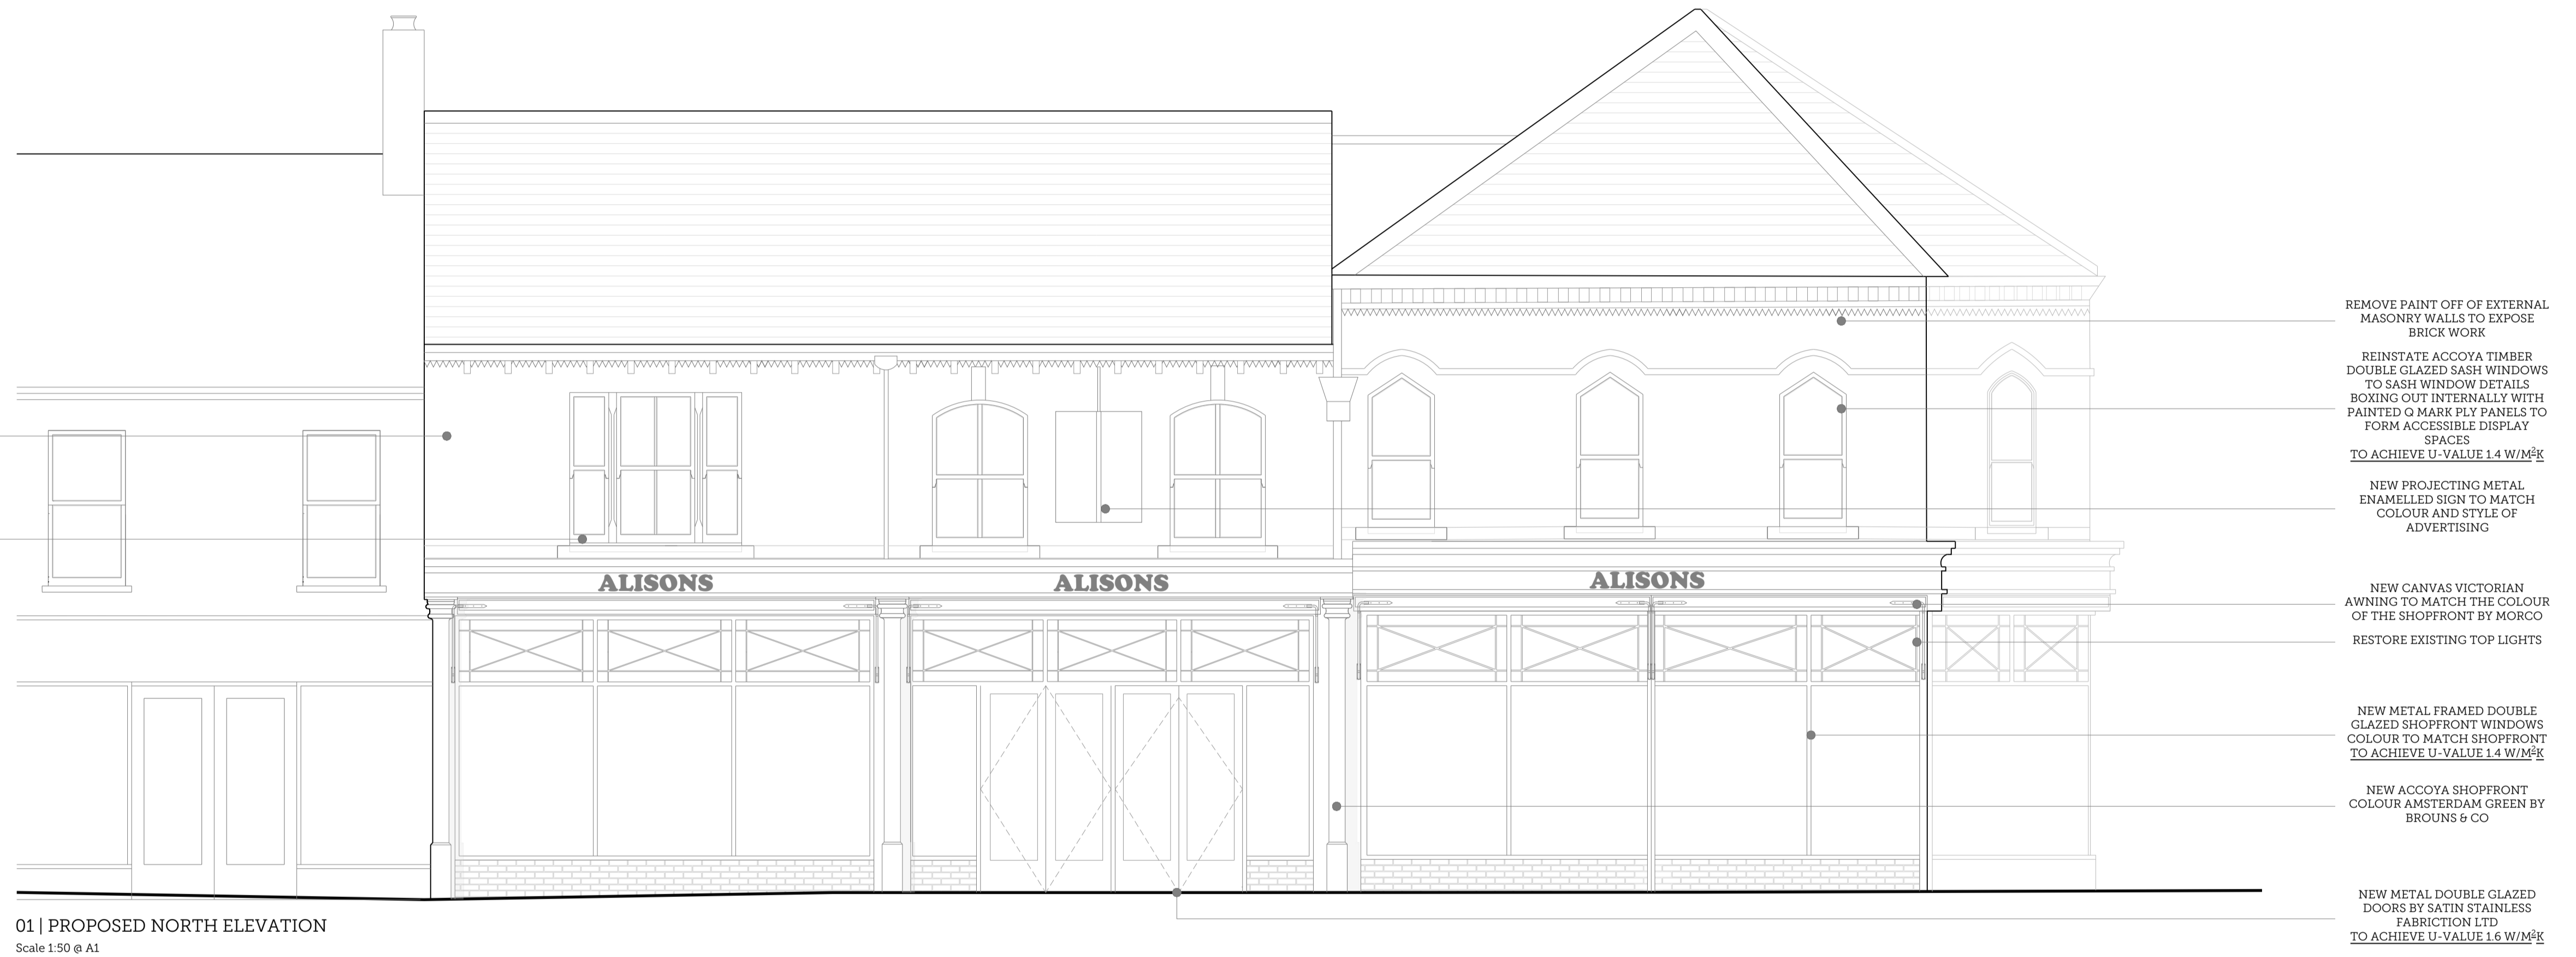 REMOVE PAINT OFF OF EXTERNAL
MASONRY WALLS TO EXPOSE
BRICK WORK
REINSTATE ACCOYA TIMBER
DOUBLE GLAZED SASH WINDOWS
TO SASH WINDOW DETAILS
BOXING OUT INTERNALLY WITH
PAINTED Q MARK PLY PANELS TO
FORM ACCESSIBLE DISPLAY
SPACES
TO ACHIEVE U-VALUE 1.4 W/M²K
NEW PROJECTING METAL
ENAMELLED SIGN TO MATCH
COLOUR AND STYLE OF
ADVERTISING
ALISONS
ALISONS
ALISONS
NEW CANVAS VICTORIAN
AWNING TO MATCH THE COLOUR
OF THE SHOPFRONT BY MORCO
RESTORE EXISTING TOP LIGHTS
NEW METAL FRAMED DOUBLE
GLAZED SHOPFRONT WINDOWS
COLOUR TO MATCH SHOPFRONT
TO ACHIEVE U-VALUE 1.4 W/M²K
NEW ACCOYA SHOPFRONT
COLOUR AMSTERDAM GREEN BY
BROUNS & CO
NEW METAL DOUBLE GLAZED
DOORS BY SATIN STAINLESS
FABRICTION LTD
TO ACHIEVE U-VALUE 1.6 W/M²K
01 | PROPOSED NORTH ELEVATION
Scale 1:50 @ A1